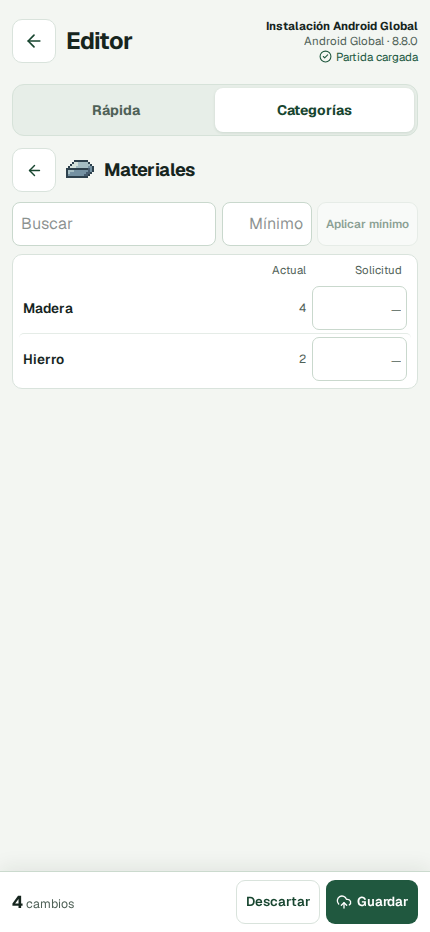 Editor
Instalación Android Global
Android Global · 8.8.0
Partida cargada
Rápida
Categorías
Materiales
Buscar
Mínimo
Aplicar mínimo
Actual
Solicitud
Madera
4
—
Hierro
2
—
4 cambios
Descartar
Guardar